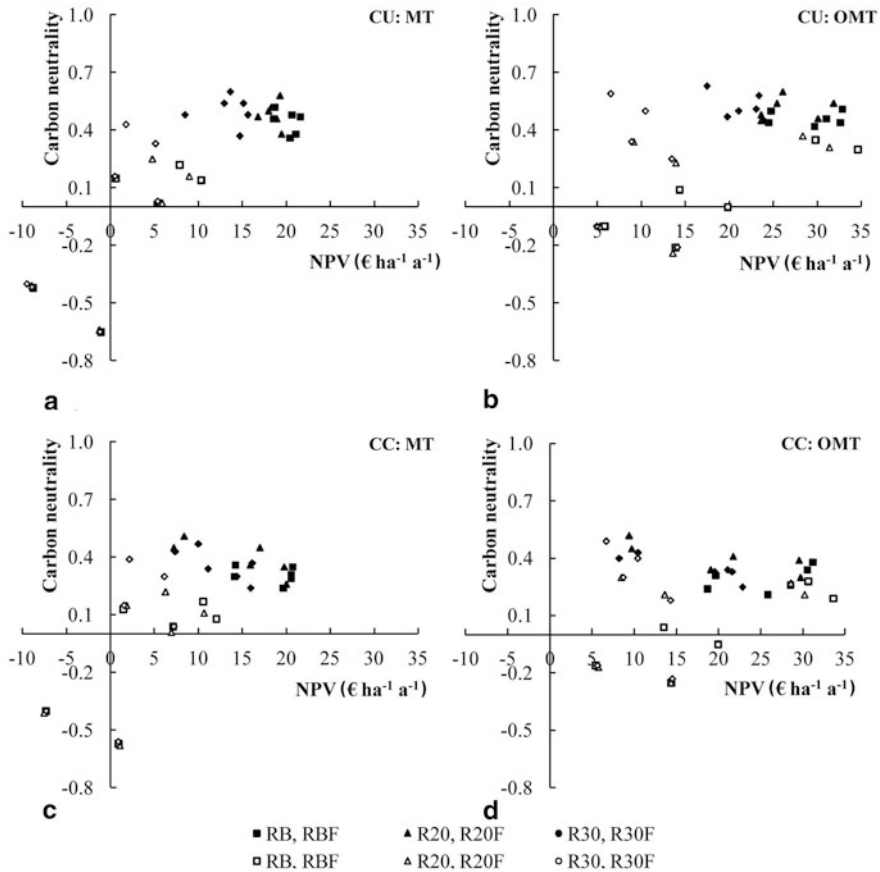 CU: MT
Carbon neutrality
1.0
0.7
0.4
0.1
-10 -5 0 5 10 15 20 25 30 35
-0.2
NPV (€ ha⁻¹ a⁻¹)
-0.5
-0.8
a
CU: OMT
Carbon neutrality
1.0
0.7
0.4
0.1
-10 -5 0 5 10 15 20 25 30 35
-0.2
NPV (€ ha⁻¹ a⁻¹)
-0.5
-0.8
b
CC: MT
Carbon neutrality
1.0
0.7
0.4
0.1
-10 -5 0 5 10 15 20 25 30 35
-0.2
NPV (€ ha⁻¹ a⁻¹)
-0.5
-0.8
c
CC: OMT
Carbon neutrality
1.0
0.7
0.4
0.1
-10 -5 0 5 10 15 20 25 30 35
-0.2
NPV (€ ha⁻¹ a⁻¹)
-0.5
-0.8
d
■ RB, RBF ▲ R20, R20F ● R30, R30F
□ RB, RBF △ R20, R20F ○ R30, R30F